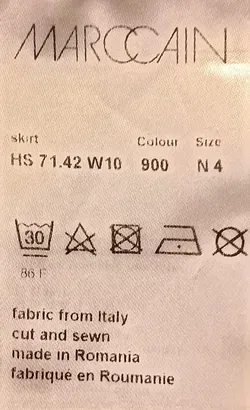 MARCCAIN
skirt Colour Size
HS 71.42 W10 900 N 4
30
86 F
fabric from Italy
cut and sewn
made in Romania
fabriqué en Roumanie